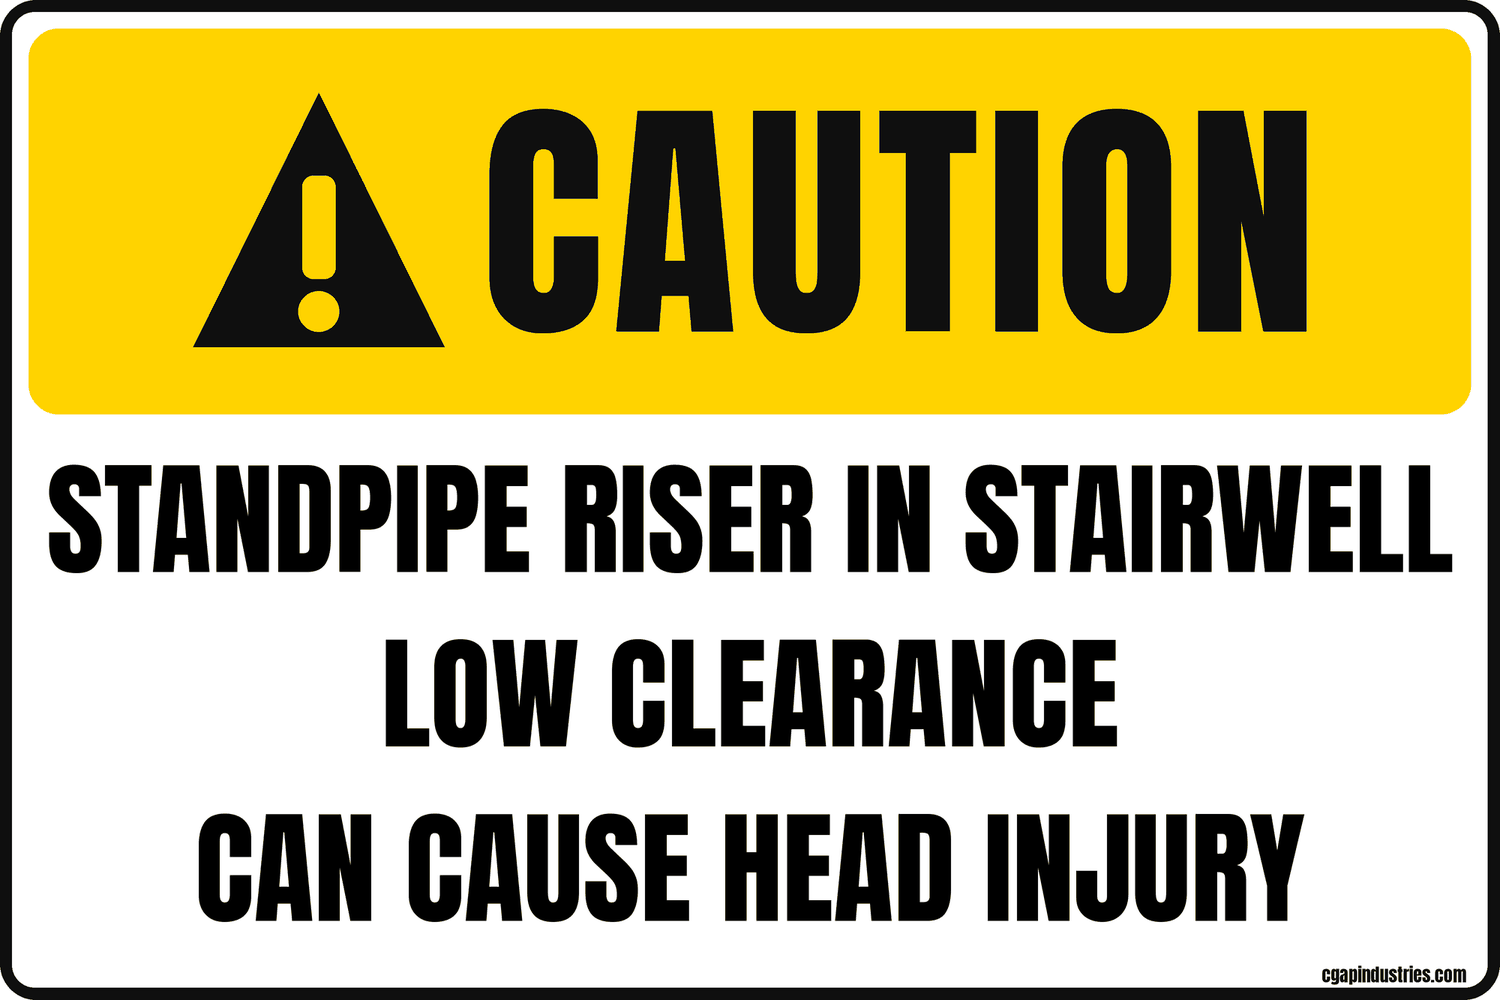 CAUTION
STANDPIPE RISER IN STAIRWELL
LOW CLEARANCE
CAN CAUSE HEAD INJURY
cgapindustries.com